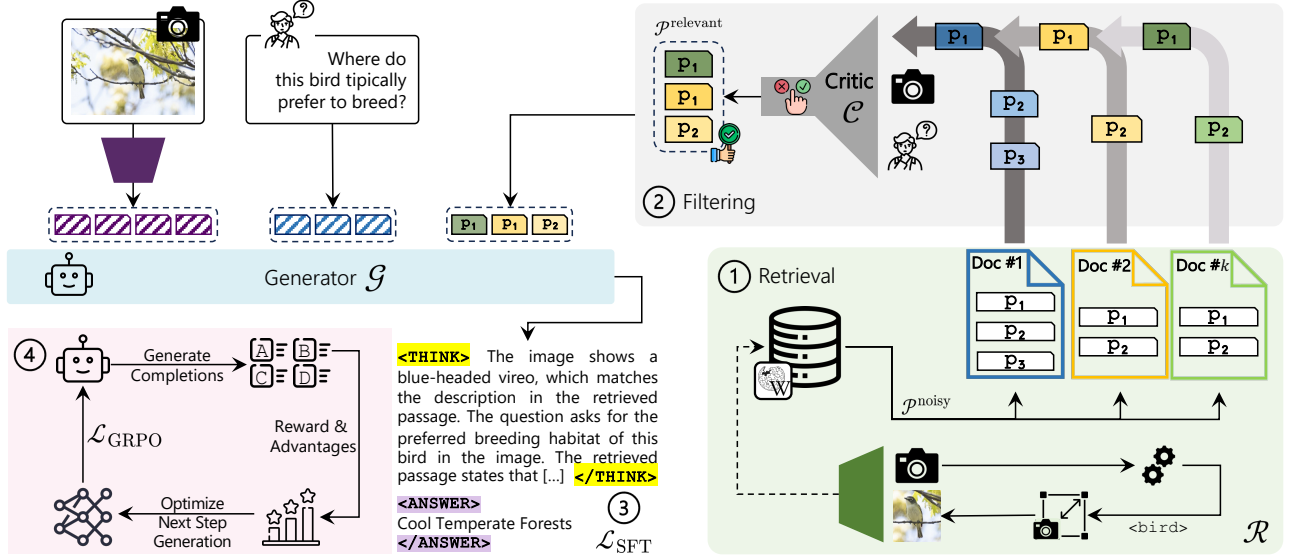 Where do
this bird tipically
prefer to breed?
p₁ p₁ p₂
Generator 𝒢
𝒫^relevant
p₁
p₁
p₂
Critic
𝒞
p₁
p₁
p₁
p₂
p₂
p₂
p₃
2 Filtering
1 Retrieval
Doc #1
p₁
p₂
p₃
Doc #2
p₁
p₂
Doc #k
p₁
p₂
W
𝒫^noisy
<bird>
ℛ
4
Generate
Completions
A B
C D
Reward &
Advantages
ℒ_GRPO
Optimize
Next Step
Generation
<THINK> The image shows a
blue-headed vireo, which matches
the description in the retrieved
passage. The question asks for the
preferred breeding habitat of this
bird in the image. The retrieved
passage states that [...] </THINK>
<ANSWER>
Cool Temperate Forests
</ANSWER>
3
ℒ_SFT